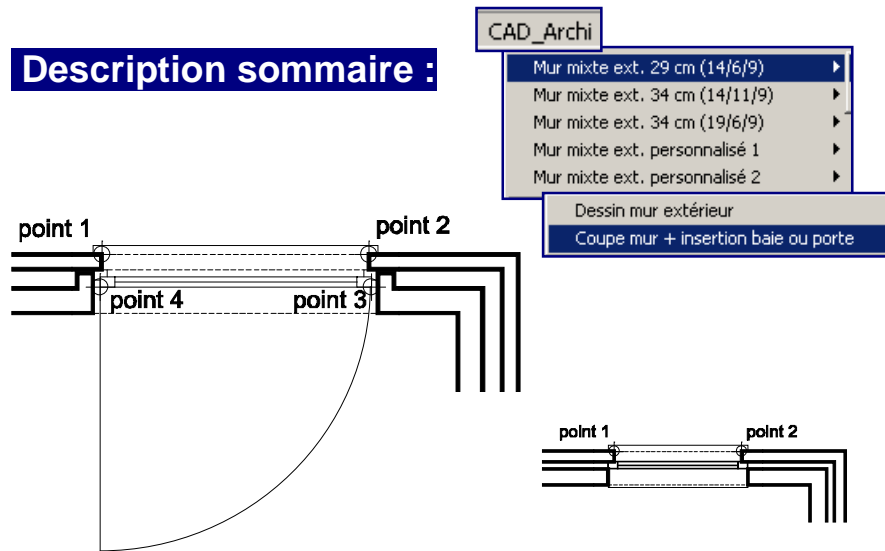 CAD_Archi
Description sommaire :
Mur mixte ext. 29 cm (14/6/9)
Mur mixte ext. 34 cm (14/11/9)
Mur mixte ext. 34 cm (19/6/9)
Mur mixte ext. personnalisé 1
Mur mixte ext. personnalisé 2
Dessin mur extérieur
Coupe mur + insertion baie ou porte
point 1
point 2
point 4
point 3
point 1
point 2